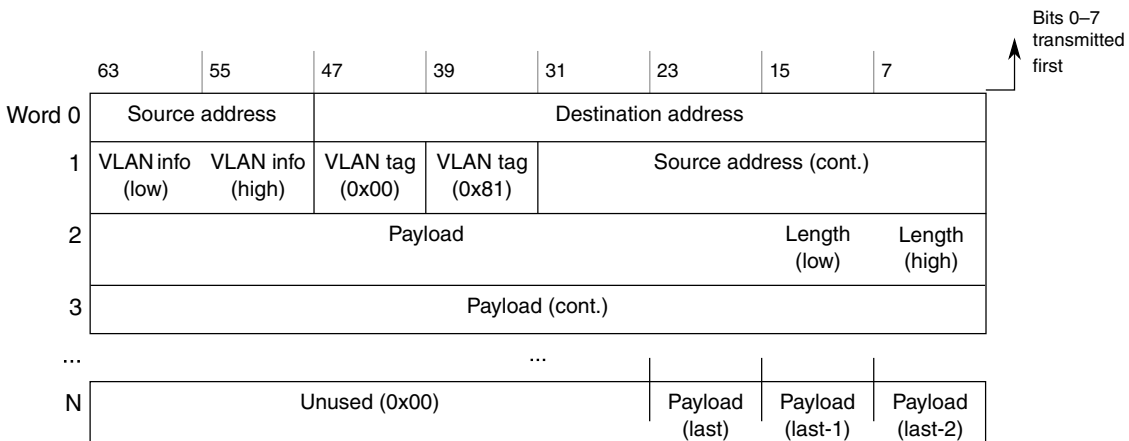 Bits 0–7
transmitted
first
63 55 47 39 31 23 15 7
Word 0 Source address Destination address
1 VLAN info VLAN info VLAN tag VLAN tag Source address (cont.)
(low) (high) (0x00) (0x81)
2 Payload Length Length
(low) (high)
3 Payload (cont.)
... ...
N Unused (0x00) Payload Payload Payload
(last) (last-1) (last-2)